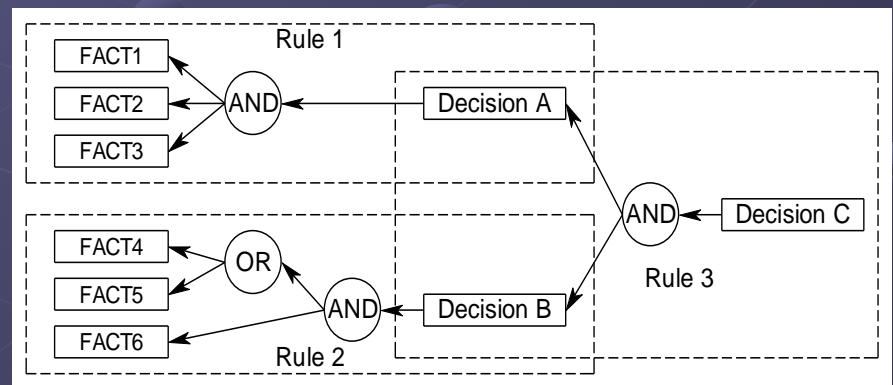 Rule 1
FACT1
FACT2
FACT3
AND
Decision A
AND
Decision C
Rule 3
FACT4
FACT5
FACT6
OR
AND
Decision B
Rule 2